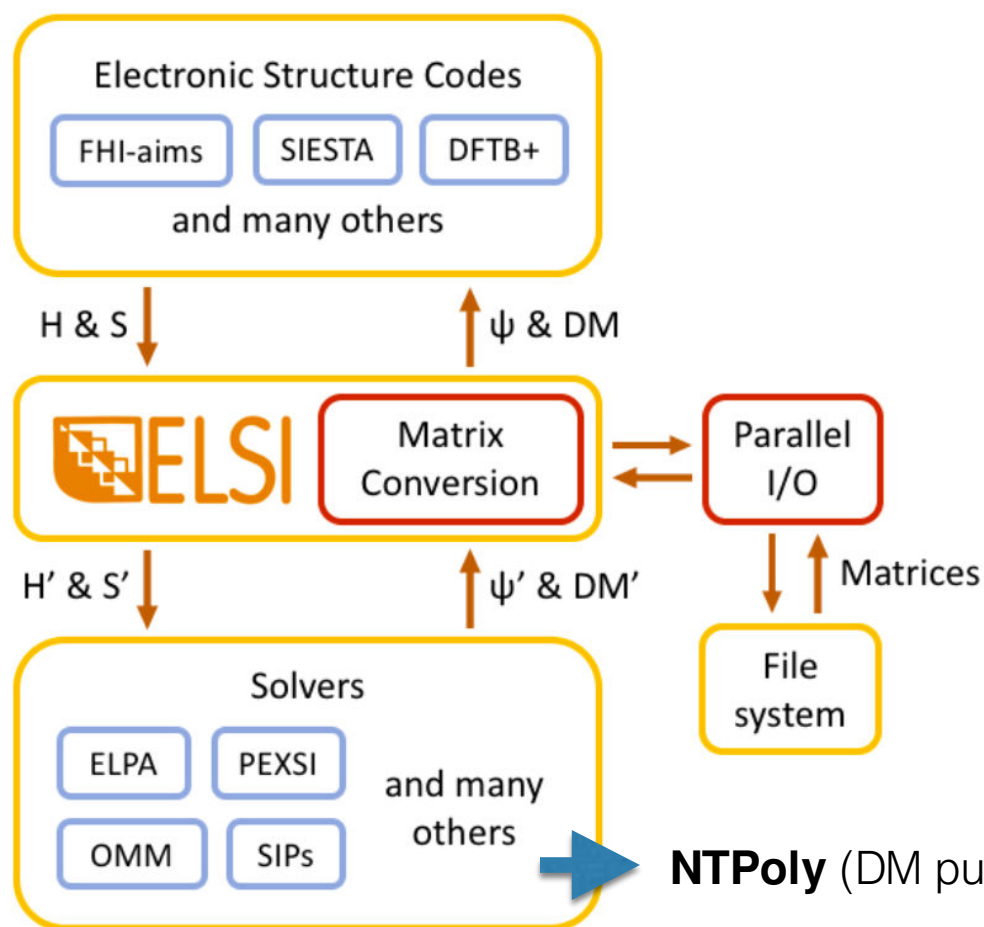 Electronic Structure Codes
FHI-aims SIESTA DFTB+
and many others
H & S ψ & DM
ELSI
Matrix
Conversion
Parallel
I/O
H’ & S’ ψ’ & DM’
Matrices
Solvers
File
system
ELPA PEXSI
and many
others
OMM SIPs
NTPoly (DM pu